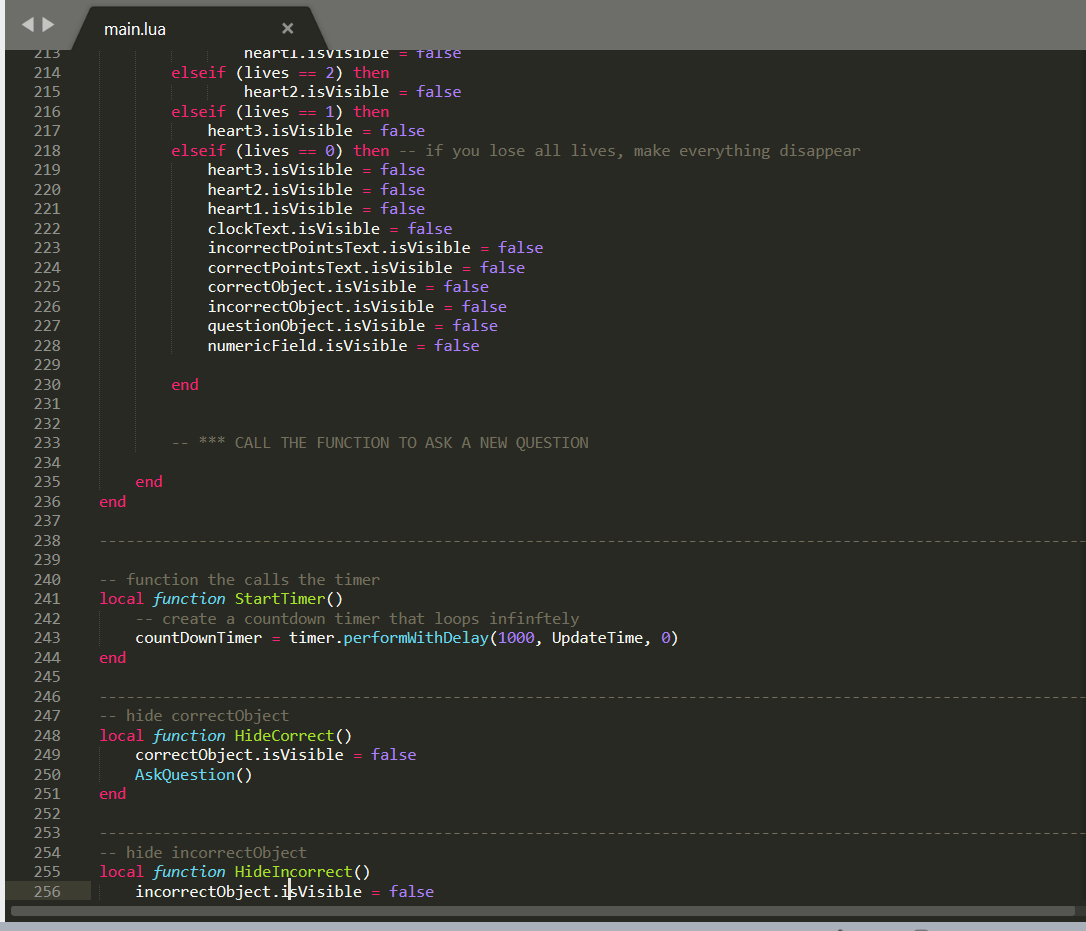 main.lua ×
213 heart1.isVisible = false
214 elseif (lives == 2) then
215 heart2.isVisible = false
216 elseif (lives == 1) then
217 heart3.isVisible = false
218 elseif (lives == 0) then -- if you lose all lives, make everything disappear
219 heart3.isVisible = false
220 heart2.isVisible = false
221 heart1.isVisible = false
222 clockText.isVisible = false
223 incorrectPointsText.isVisible = false
224 correctPointsText.isVisible = false
225 correctObject.isVisible = false
226 incorrectObject.isVisible = false
227 questionObject.isVisible = false
228 numericField.isVisible = false
229
230 end
231
232
233 -- *** CALL THE FUNCTION TO ASK A NEW QUESTION
234
235 end
236 end
237
238 ------------------------------------------------------------------------------------------------------------
239
240 -- function the calls the timer
241 local function StartTimer()
242 -- create a countdown timer that loops infinftely
243 countDownTimer = timer.performWithDelay(1000, UpdateTime, 0)
244 end
245
246 ------------------------------------------------------------------------------------------------------------
247 -- hide correctObject
248 local function HideCorrect()
249 correctObject.isVisible = false
250 AskQuestion()
251 end
252
253 ------------------------------------------------------------------------------------------------------------
254 -- hide incorrectObject
255 local function HideIncorrect()
256 incorrectObject.isVisible = false